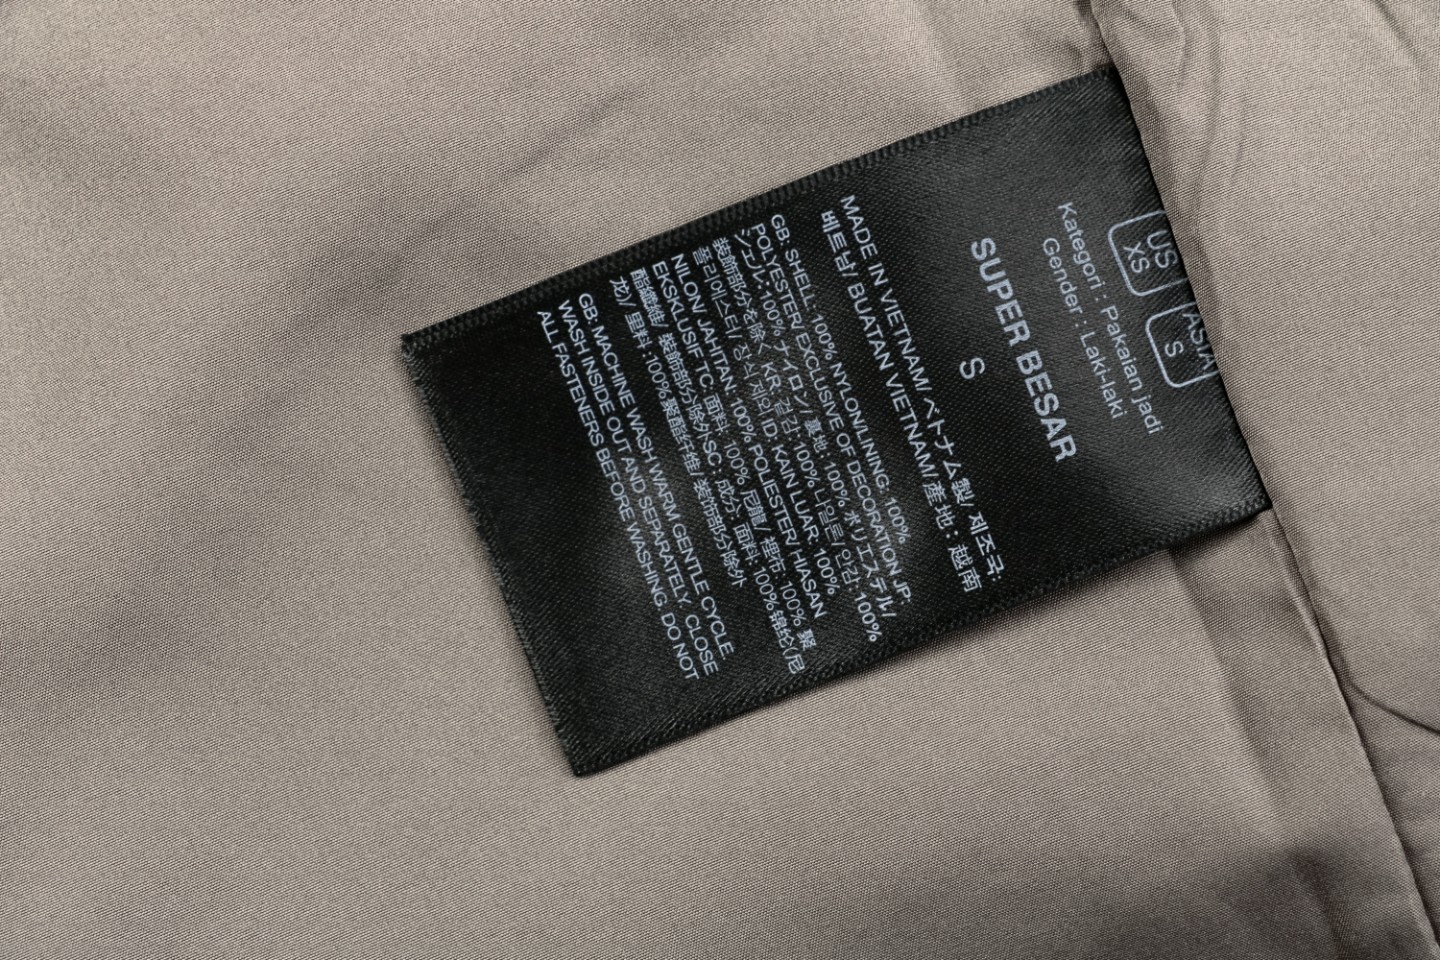 US ASIA
XS S
Kategori : Pakaian jadi
Gender : Laki-laki
SUPER BESAR
S
MADE IN VIETNAM/ ベトナム製/ 제조국:
베트남/ BUATAN VIETNAM/ 産地 : 越南
GB: SHELL: 100% NYLON/LINING: 100%
POLYESTER/ EXCLUSIVE OF DECORATION JP:
シェル: 100% ナイロン/ 裏地 : 100% ポリエステル/
装飾部分を除く KR: 겉감: 100% 나일론/ 안감: 100%
폴리에스터/ 장식 제외 ID: KAIN LUAR: 100%
NILON/ JAHITAN: 100% POLIESTER/ HIASAN
EKSKLUSIF TC: 面料: 100% 尼龍/ 裡布: 100% 聚
酯纖維/ 裝飾部分除外SC: 成分: 面料: 100%锦纶(尼
龙)/ 里料: 100%聚酯纤维/ 装饰部分除外
GB: MACHINE WASH WARM GENTLE CYCLE.
WASH INSIDE OUT AND SEPARATELY. CLOSE
ALL FASTENERS BEFORE WASHING. DO NOT